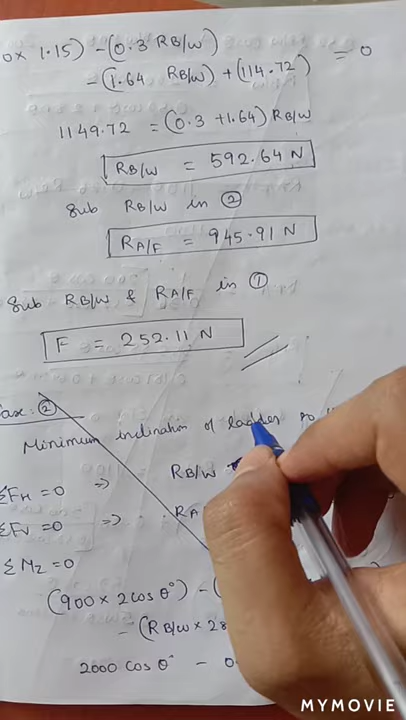 0 x 1.15) - (0.3 RB/W)
- (1.64 RB/W) + (114.72) = 0
1149.72 = (0.3 + 1.64) RB/W
RB/W = 592.64 N
Sub RB/W in ②
RA/F = 945.91 N
Sub RB/W & RA/F in ①
F = 252.11 N
Case: ②
Minimum inclination of ladder
RB/W
ΣFH = 0 ⇒
ΣFV = 0 ⇒ RA
ΣMZ = 0
(900 x 2 cos θ°) - (
- (RB/W x 28
2000 cos θ° - 0.
MYMOVIE